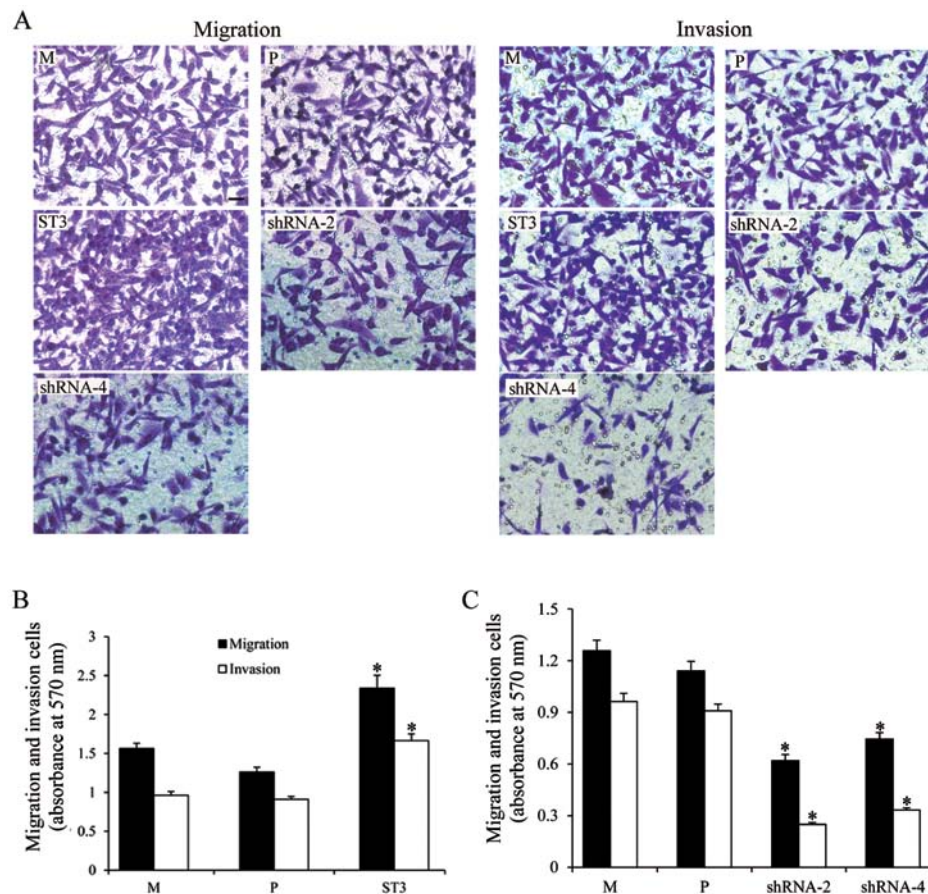 A
Migration
Invasion
M
P
M
P
ST3
shRNA-2
ST3
shRNA-2
shRNA-4
shRNA-4
B
Migration and invasion cells
(absorbance at 570 nm)
3
2.5
2
1.5
1
0.5
0
Migration
Invasion
*
*
M
P
ST3
C
Migration and invasion cells
(absorbance at 570 nm)
1.5
1.2
0.9
0.6
0.3
0
*
*
*
*
M
P
shRNA-2
shRNA-4